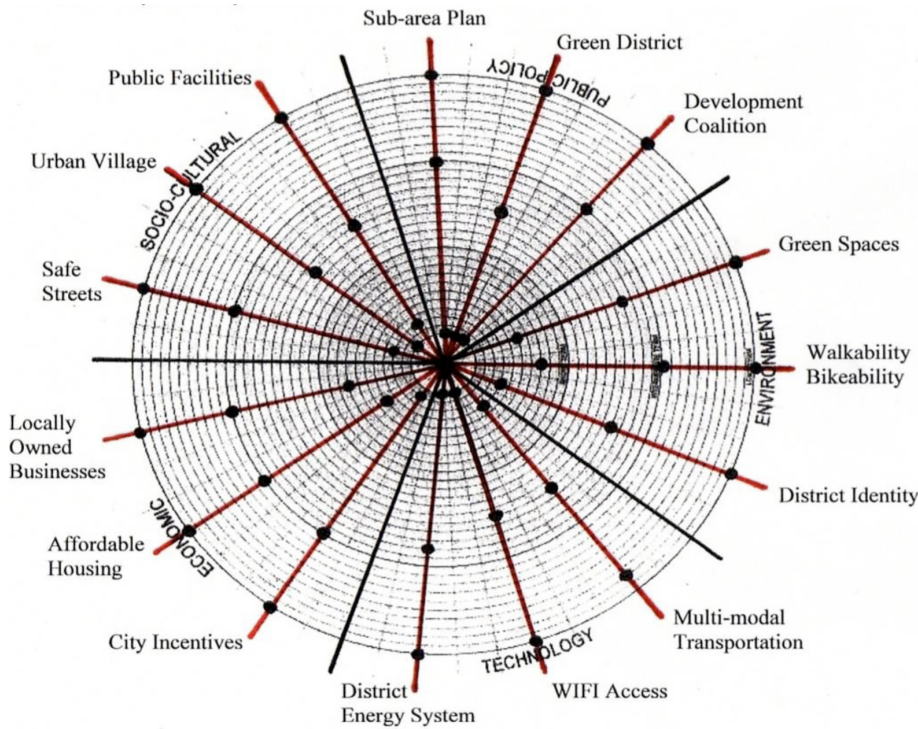 Sub-area Plan
Green District
PUBLIC POLICY
Public Facilities
Development
Coalition
Urban Village
SOCIO-CULTURAL
Green Spaces
Safe
Streets
ENVIRONMENT
Walkability
Bikeability
Locally
Owned
Businesses
District Identity
ECONOMIC
Affordable
Housing
City Incentives
Multi-modal
Transportation
TECHNOLOGY
District
Energy System
WIFI Access